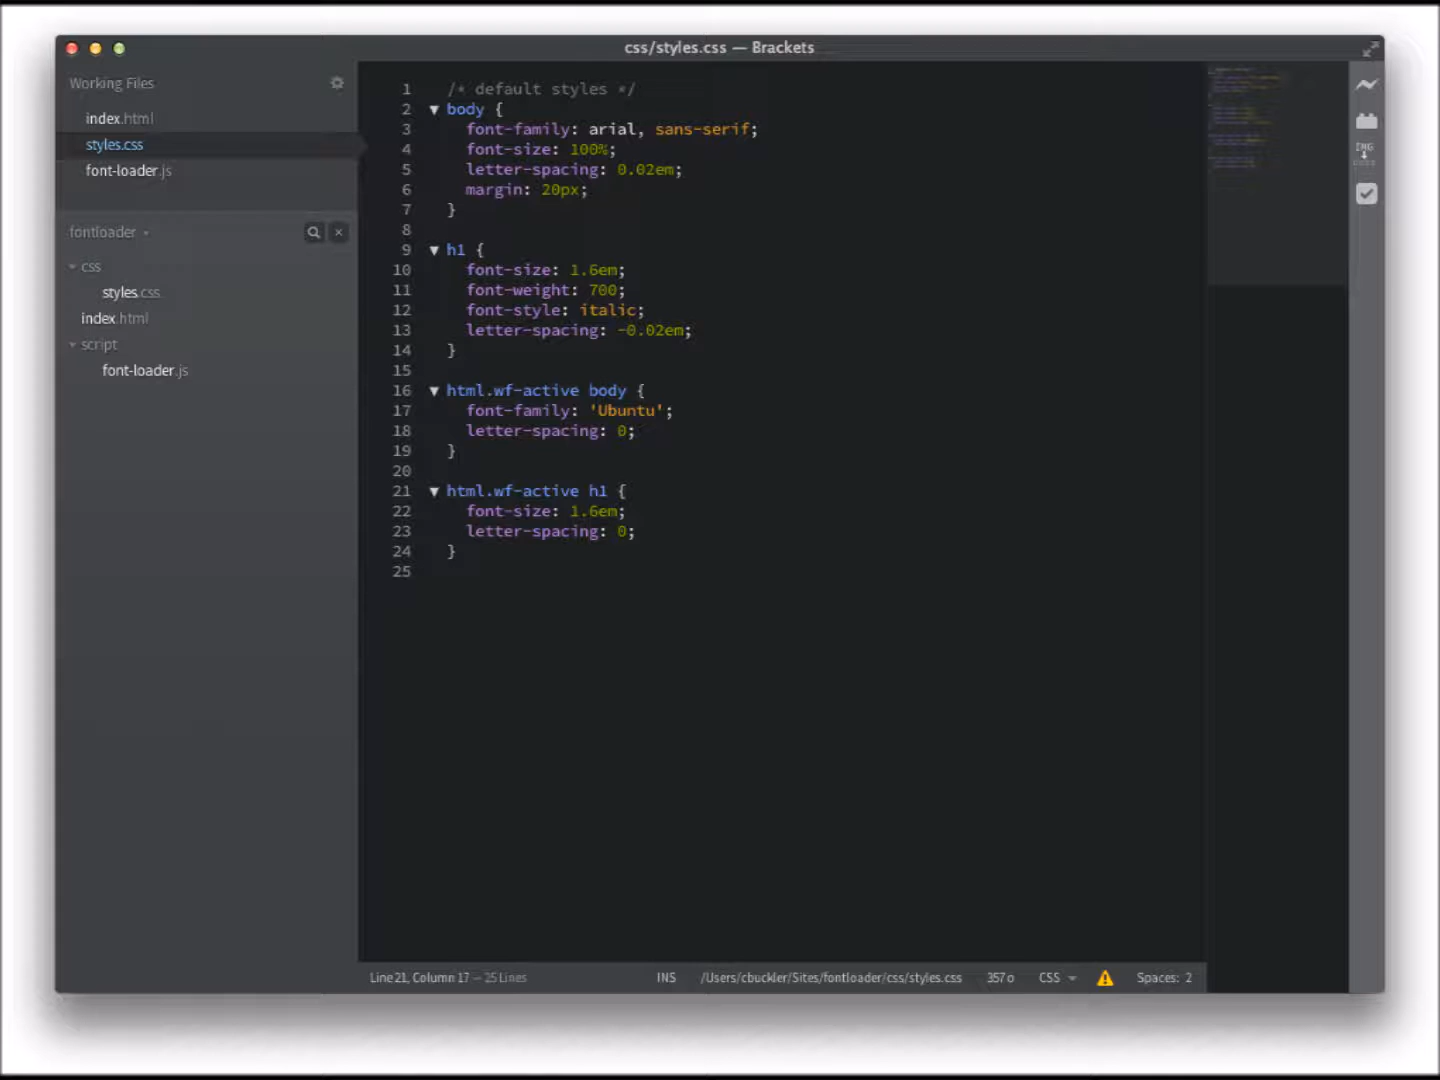 css/styles.css — Brackets
Working Files
index.html
styles.css
font-loader.js
fontloader
css
styles.css
index.html
script
font-loader.js
1 /* default styles */
2 body {
3 font-family: arial, sans-serif;
4 font-size: 100%;
5 letter-spacing: 0.02em;
6 margin: 20px;
7 }
8
9 h1 {
10 font-size: 1.6em;
11 font-weight: 700;
12 font-style: italic;
13 letter-spacing: -0.02em;
14 }
15
16 html.wf-active body {
17 font-family: 'Ubuntu';
18 letter-spacing: 0;
19 }
20
21 html.wf-active h1 {
22 font-size: 1.6em;
23 letter-spacing: 0;
24 }
25
IMG
Line 21, Column 17 — 25 Lines
INS /Users/cbuckler/Sites/fontloader/css/styles.css 357 o CSS Spaces: 2